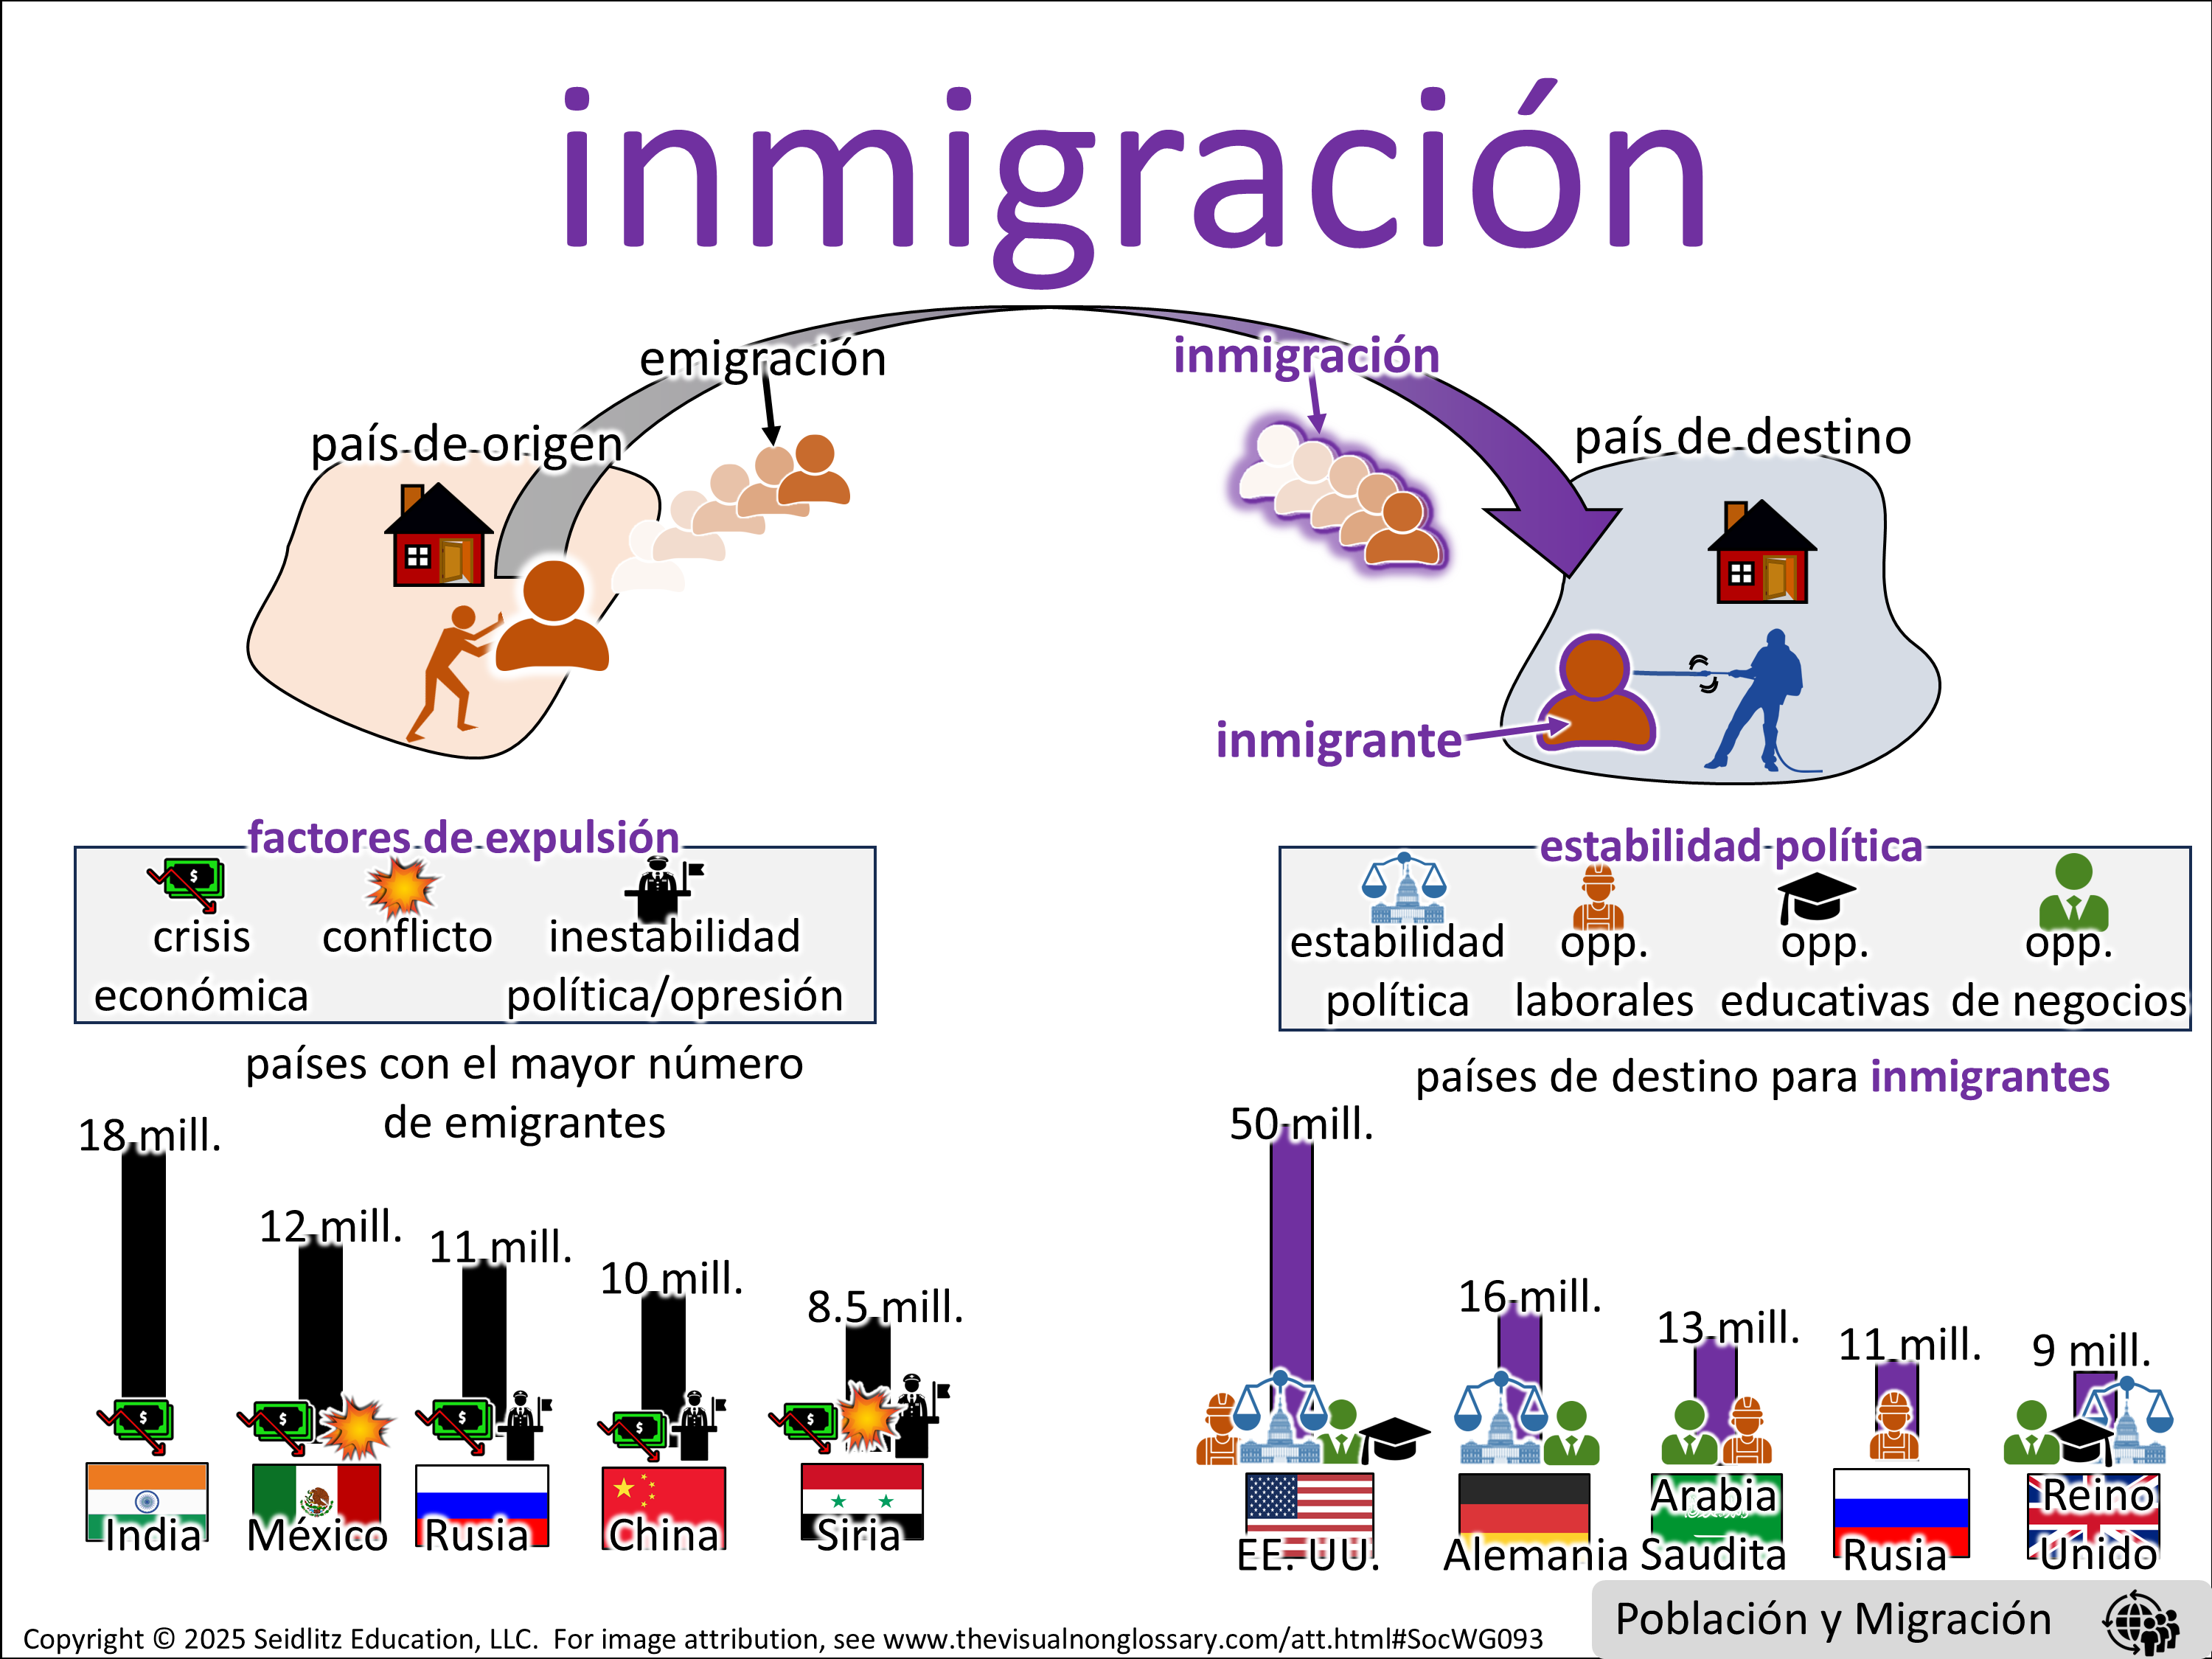 inmigración
emigración
inmigración
país de origen
país de destino
inmigrante
factores de expulsión
crisis
económica
conflicto
inestabilidad
política/opresión
estabilidad política
estabilidad
política
opp.
laborales
opp.
educativas
opp.
de negocios
países con el mayor número
de emigrantes
18 mill.
12 mill.
11 mill.
10 mill.
8.5 mill.
India
México
Rusia
China
Siria
países de destino para inmigrantes
50 mill.
16 mill.
13 mill.
11 mill.
9 mill.
EE. UU.
Alemania
Arabia
Saudita
Rusia
Reino
Unido
Población y Migración
Copyright © 2025 Seidlitz Education, LLC. For image attribution, see www.thevisualnonglossary.com/att.html#SocWG093